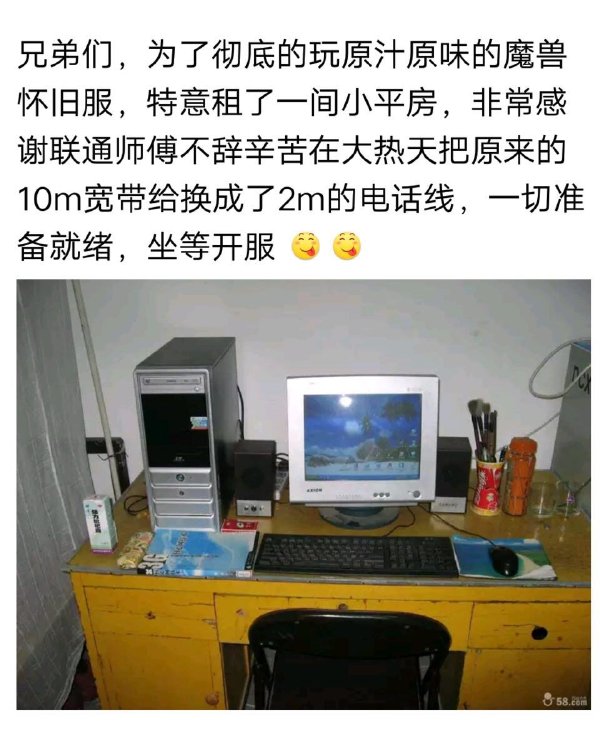 兄弟们，为了彻底的玩原汁原味的魔兽
怀旧服，特意租了一间小平房，非常感
谢联通师傅不辞辛苦在大热天把原来的
10m宽带给换成了2m的电话线，一切准
备就绪，坐等开服 😋 😋
36
58.com